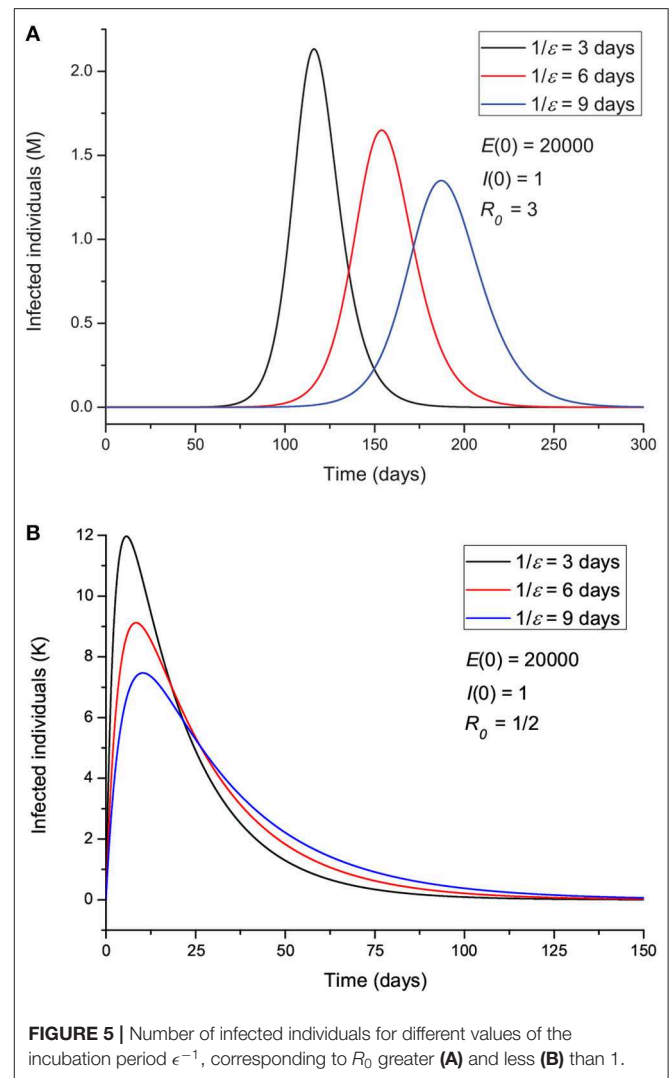 A
2.0
1.5
1.0
0.5
0.0
Infected individuals (M)
1/ε = 3 days
1/ε = 6 days
1/ε = 9 days
E(0) = 20000
I(0) = 1
R₀ = 3
0
50
100
150
200
250
300
Time (days)
B
12
10
8
6
4
2
0
Infected individuals (K)
1/ε = 3 days
1/ε = 6 days
1/ε = 9 days
E(0) = 20000
I(0) = 1
R₀ = 1/2
0
25
50
75
100
125
150
Time (days)
FIGURE 5 | Number of infected individuals for different values of the
incubation period ϵ⁻¹, corresponding to R₀ greater (A) and less (B) than 1.